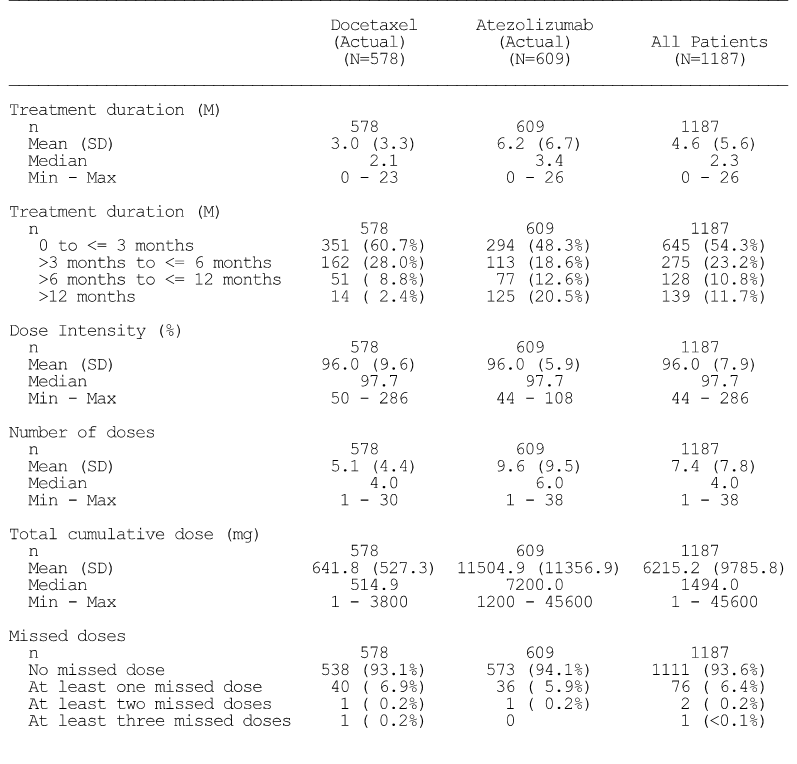 Docetaxel Atezolizumab
(Actual) (Actual) All Patients
(N=578) (N=609) (N=1187)
Treatment duration (M)
n 578 609 1187
Mean (SD) 3.0 (3.3) 6.2 (6.7) 4.6 (5.6)
Median 2.1 3.4 2.3
Min - Max 0 - 23 0 - 26 0 - 26
Treatment duration (M)
n 578 609 1187
0 to <= 3 months 351 (60.7%) 294 (48.3%) 645 (54.3%)
>3 months to <= 6 months 162 (28.0%) 113 (18.6%) 275 (23.2%)
>6 months to <= 12 months 51 ( 8.8%) 77 (12.6%) 128 (10.8%)
>12 months 14 ( 2.4%) 125 (20.5%) 139 (11.7%)
Dose Intensity (%)
n 578 609 1187
Mean (SD) 96.0 (9.6) 96.0 (5.9) 96.0 (7.9)
Median 97.7 97.7 97.7
Min - Max 50 - 286 44 - 108 44 - 286
Number of doses
n 578 609 1187
Mean (SD) 5.1 (4.4) 9.6 (9.5) 7.4 (7.8)
Median 4.0 6.0 4.0
Min - Max 1 - 30 1 - 38 1 - 38
Total cumulative dose (mg)
n 578 609 1187
Mean (SD) 641.8 (527.3) 11504.9 (11356.9) 6215.2 (9785.8)
Median 514.9 7200.0 1494.0
Min - Max 1 - 3800 1200 - 45600 1 - 45600
Missed doses
n 578 609 1187
No missed dose 538 (93.1%) 573 (94.1%) 1111 (93.6%)
At least one missed dose 40 ( 6.9%) 36 ( 5.9%) 76 ( 6.4%)
At least two missed doses 1 ( 0.2%) 1 ( 0.2%) 2 ( 0.2%)
At least three missed doses 1 ( 0.2%) 0 1 (<0.1%)